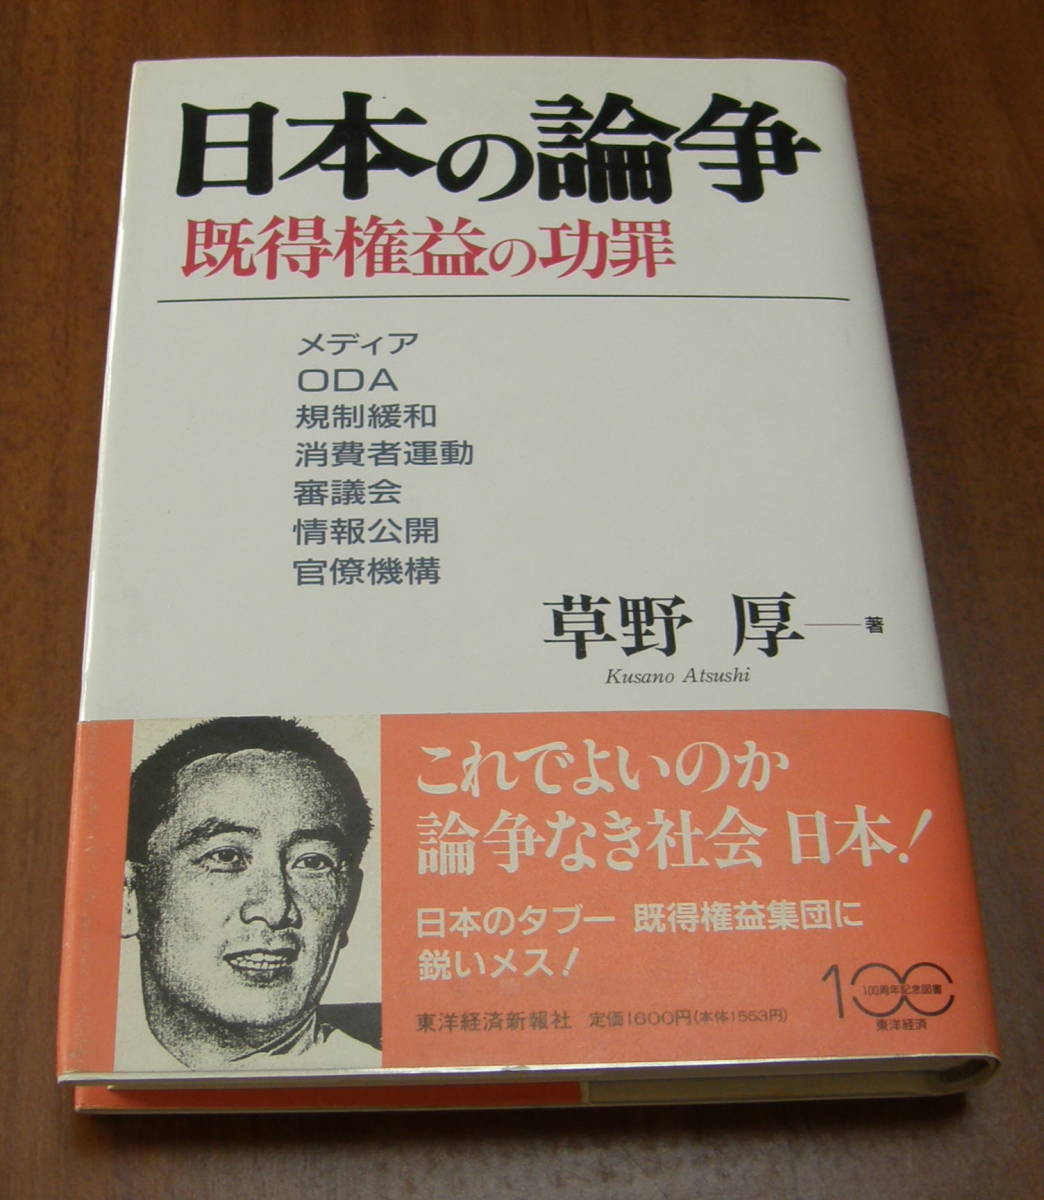 日本の論争
既得権益の功罪
メディア
ODA
規制緩和
消費者運動
審議会
情報公開
官僚機構
草野 厚――著
Kusano Atsushi
これでよいのか
論争なき社会 日本!
日本のタブー 既得権益集団に
鋭いメス!
東洋経済新報社 定価1600円(本体1553円)
100
100周年記念図書
東洋経済